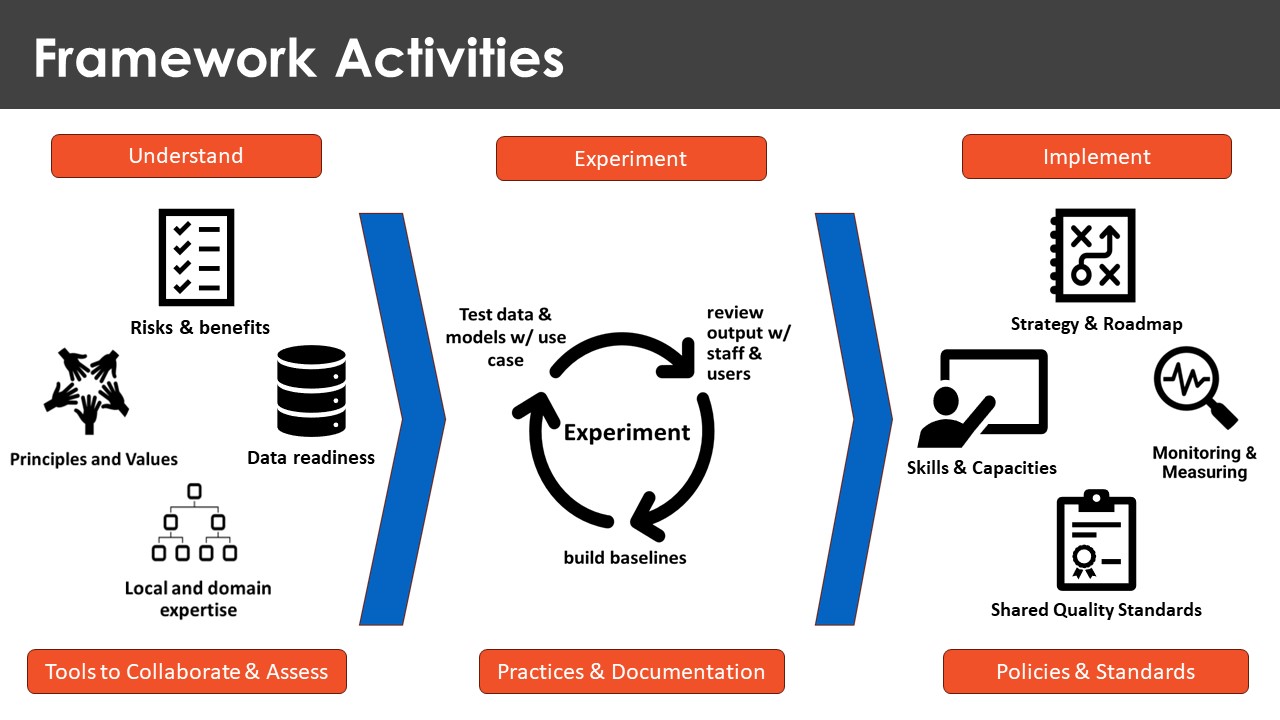 Framework Activities
Understand
Risks & benefits
Principles and Values
Data readiness
Local and domain
expertise
Tools to Collaborate & Assess
Experiment
Test data &
models w/ use
case
review
output w/
staff &
users
Experiment
build baselines
Practices & Documentation
Implement
Strategy & Roadmap
Skills & Capacities
Monitoring &
Measuring
Shared Quality Standards
Policies & Standards